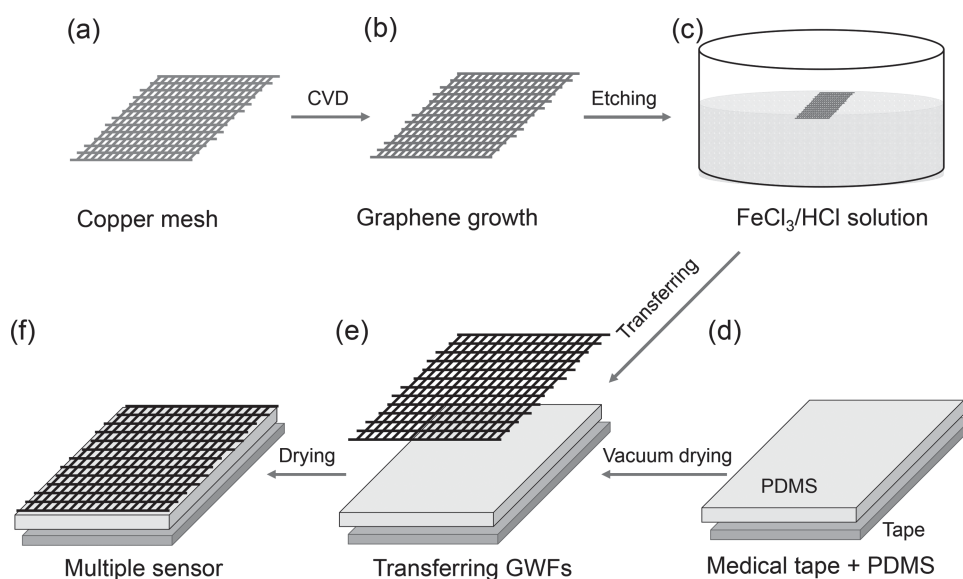 (a)
(b)
(c)
CVD
Etching
Copper mesh
Graphene growth
FeCl₃/HCl solution
Transferring
(f)
(e)
(d)
Drying
Vacuum drying
PDMS
Tape
Multiple sensor
Transferring GWFs
Medical tape + PDMS